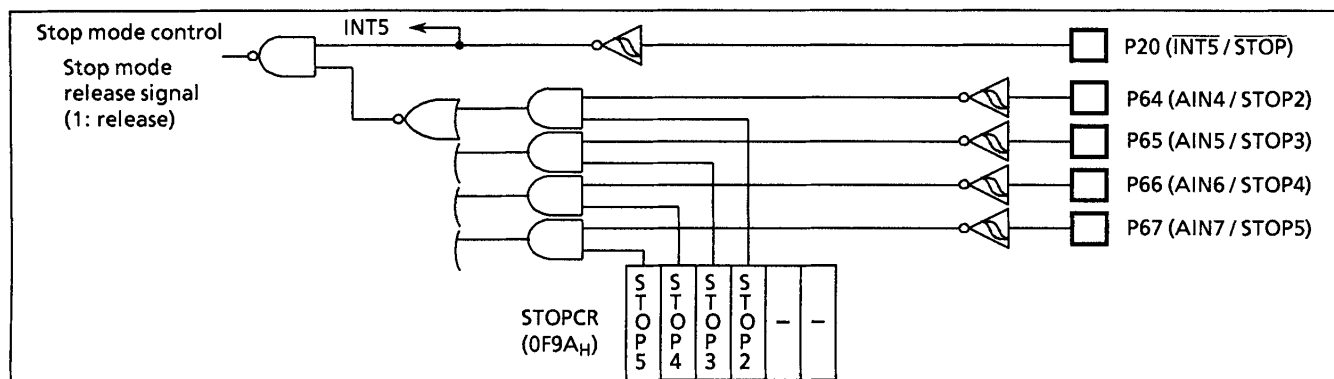 Stop mode control
INT5
P20 (INT5 / STOP)
Stop mode
release signal
(1: release)
P64 (AIN4 / STOP2)
P65 (AIN5 / STOP3)
P66 (AIN6 / STOP4)
P67 (AIN7 / STOP5)
STOPCR
(0F9AH)
STOP5
STOP4
STOP3
STOP2
–
–